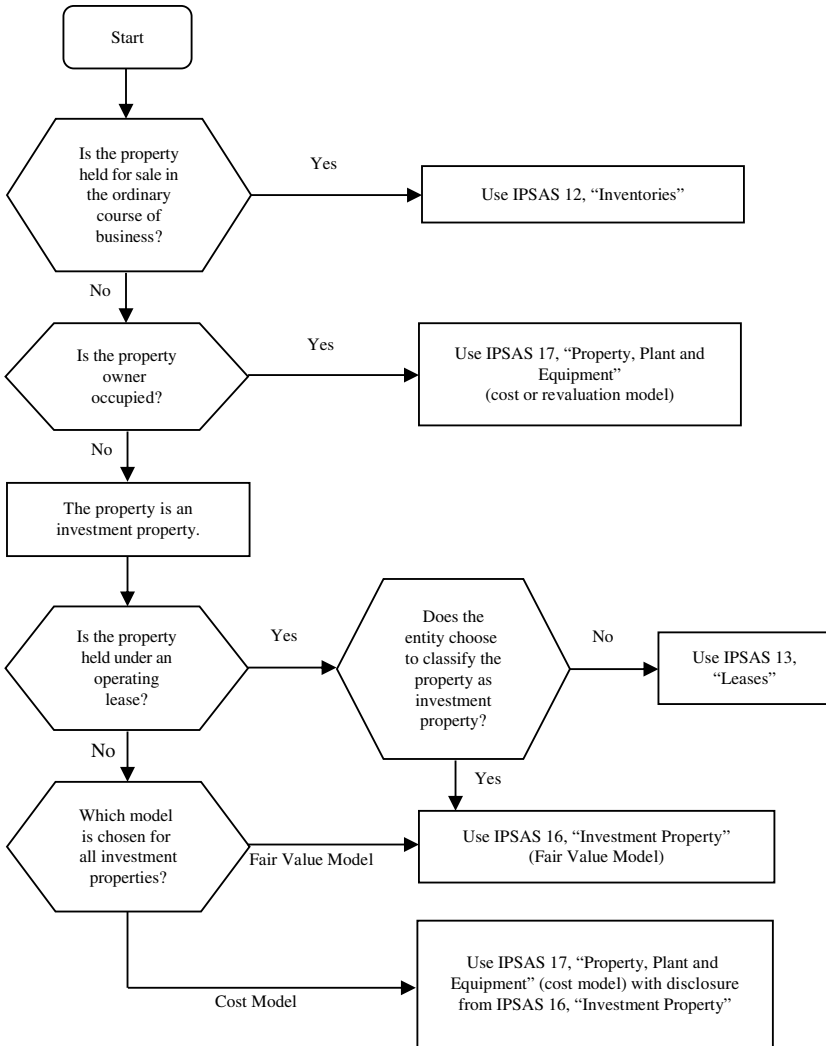 Start
Is the property
held for sale in
the ordinary
course of
business?
Yes
Use IPSAS 12, “Inventories”
No
Is the property
owner
occupied?
Yes
Use IPSAS 17, “Property, Plant and
Equipment”
(cost or revaluation model)
No
The property is an
investment property.
Is the property
held under an
operating
lease?
Yes
Does the
entity choose
to classify the
property as
investment
property?
No
Use IPSAS 13,
“Leases”
No
Yes
Which model
is chosen for
all investment
properties?
Fair Value Model
Use IPSAS 16, “Investment Property”
(Fair Value Model)
Cost Model
Use IPSAS 17, “Property, Plant and
Equipment” (cost model) with disclosure
from IPSAS 16, “Investment Property”